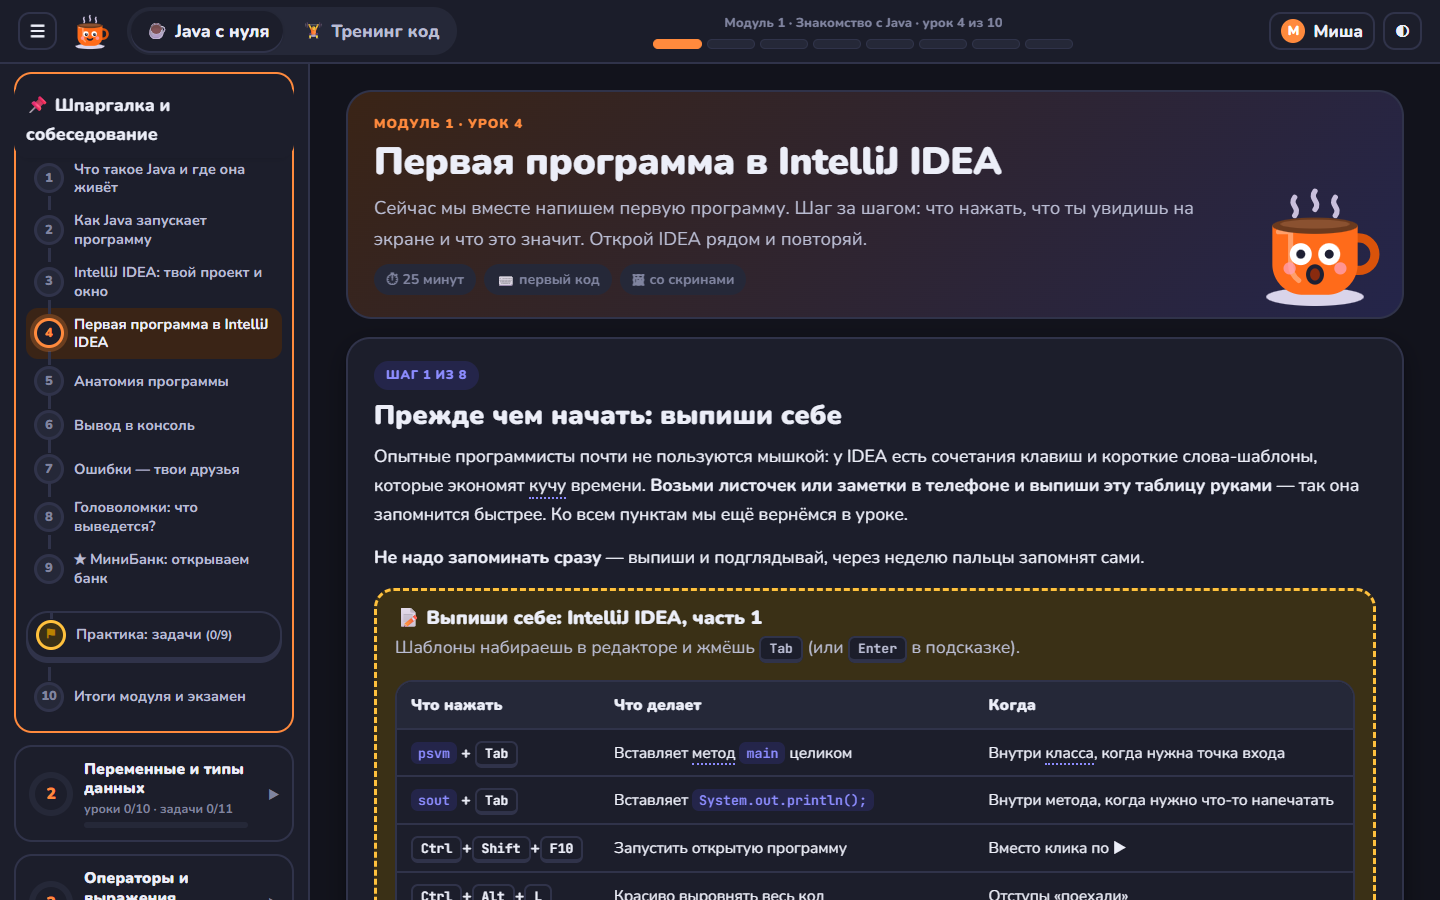 Java с нуля
Тренинг код
Модуль 1 · Знакомство с Java · урок 4 из 10
М Миша
Шпаргалка и
собеседование
1 Что такое Java и где она
живёт
2 Как Java запускает
программу
3 IntelliJ IDEA: твой проект и
окно
4 Первая программа в IntelliJ
IDEA
5 Анатомия программы
6 Вывод в консоль
7 Ошибки — твои друзья
8 Головоломки: что
выведется?
9 ★ МиниБанк: открываем
банк
Практика: задачи (0/9)
10 Итоги модуля и экзамен
2 Переменные и типы
данных
уроки 0/10 · задачи 0/11
Операторы и
выражения
МОДУЛЬ 1 · УРОК 4
Первая программа в IntelliJ IDEA
Сейчас мы вместе напишем первую программу. Шаг за шагом: что нажать, что ты увидишь на
экране и что это значит. Открой IDEA рядом и повторяй.
25 минут
первый код
со скринами
ШАГ 1 ИЗ 8
Прежде чем начать: выпиши себе
Опытные программисты почти не пользуются мышкой: у IDEA есть сочетания клавиш и короткие слова-шаблоны,
которые экономят кучу времени. Возьми листочек или заметки в телефоне и выпиши эту таблицу руками — так она
запомнится быстрее. Ко всем пунктам мы ещё вернёмся в уроке.
Не надо запоминать сразу — выпиши и подглядывай, через неделю пальцы запомнят сами.
Выпиши себе: IntelliJ IDEA, часть 1
Шаблоны набираешь в редакторе и жмёшь Tab (или Enter в подсказке).
Что нажать Что делает Когда
psvm + Tab Вставляет метод main целиком Внутри класса, когда нужна точка входа
sout + Tab Вставляет System.out.println(); Внутри метода, когда нужно что-то напечатать
Ctrl + Shift + F10 Запустить открытую программу Вместо клика по ▶
Ctrl + Alt + L Красиво выровнять весь код Отступы «поехали»